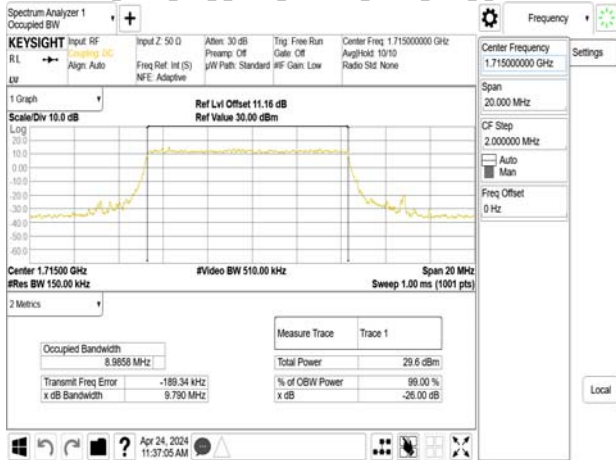 Spectrum Analyzer 1
Occupied BW
Frequency
KEYSIGHT
RL
Input: RF
Coupling: DC
Align: Auto
Input Z: 50 Ω
Freq Ref: Int (S)
NFE: Adaptive
Atten: 30 dB
Preamp: Off
µW Path: Standard
Trig: Free Run
Gate: Off
#IF Gain: Low
Center Freq: 1.715000000 GHz
Avg|Hold: 10/10
Radio Std: None
Center Frequency
1.715000000 GHz
Settings
Span
20.000 MHz
CF Step
2.000000 MHz
Auto
Man
Freq Offset
0 Hz
Local
1 Graph
Scale/Div 10.0 dB
Ref Lvl Offset 11.16 dB
Ref Value 30.00 dBm
Log
20.0
10.0
0.00
-10.0
-20.0
-30.0
-40.0
-50.0
-60.0
Center 1.71500 GHz
#Video BW 510.00 kHz
Span 20 MHz
#Res BW 150.00 kHz
Sweep 1.00 ms (1001 pts)
2 Metrics
Measure Trace
Trace 1
Occupied Bandwidth
8.9858 MHz
Total Power
29.6 dBm
Transmit Freq Error
-189.34 kHz
% of OBW Power
99.00 %
x dB Bandwidth
9.790 MHz
x dB
-26.00 dB
?
Apr 24, 2024
11:37:05 AM